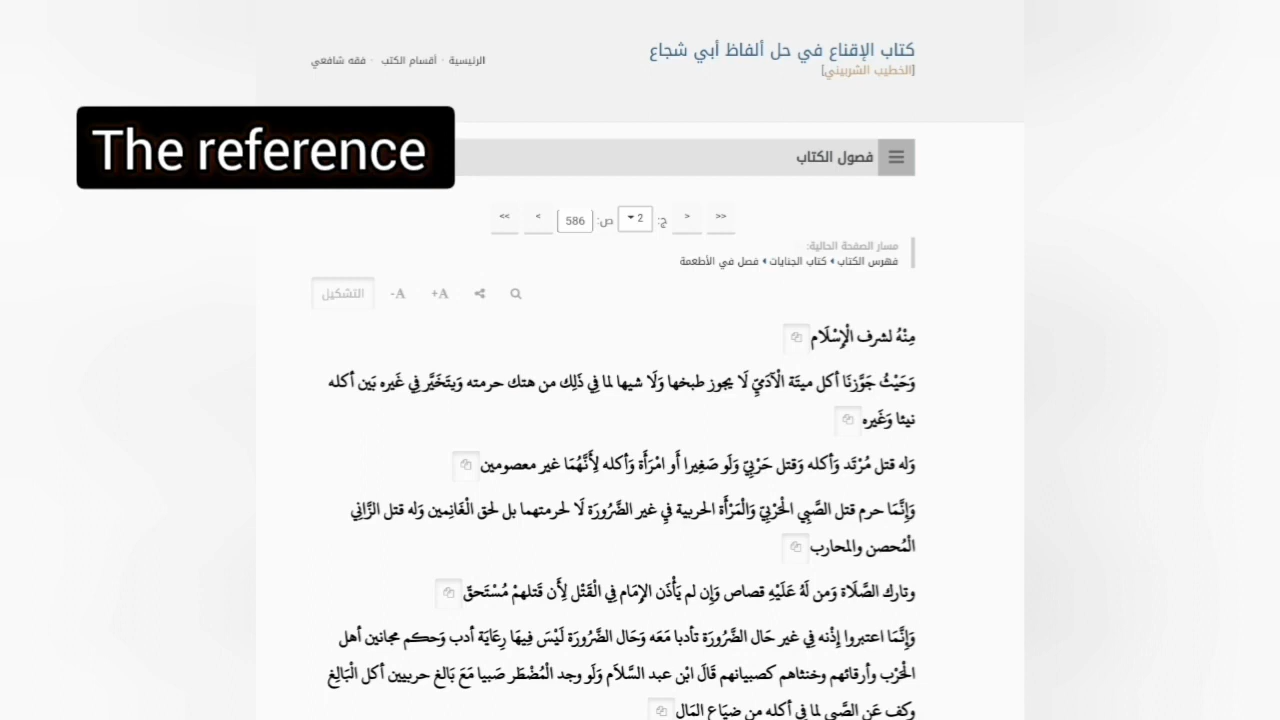 كتاب الإقناع في حل ألفاظ أبي شجاع
[الخطيب الشربيني]
الرئيسية - أقسام الكتب - فقه شافعي
The reference
فصول الكتاب
<< < ج: 2 ص: 586 > >>
مسار الصفحة الحالية:
فهرس الكتاب كتاب الجنايات فصل في الأطعمة
التشكيل -A +A
مِنْهُ لشرف الْإِسْلَام
وَحَيْثُ جَوَّزنَا أكل ميتَة الْآدَمِيّ لَا يجوز طبخها وَلَا شيها لما فِي ذَلِك من هتك حرمته وَيتَخَيَّر فِي غَيره بَين أكله
نيئا وَغَيره
وَله قتل مُرْتَد وَأكله وَقتل حَرْبِيّ وَلَو صَغِيرا أَو امْرَأَة وَأكله لِأَنَّهُمَا غير معصومين
وَإِنَّمَا حرم قتل الصَّبِي الْحَرْبِيّ وَالْمَرْأَة الحربية فِي غير الضَّرُورَة لَا لحرمتهما بل لحق الْغَانِمين وَله قتل الزَّانِي
الْمُحصن والمحارب
وتارك الصَّلَاة وَمن لَهُ عَلَيْهِ قصاص وَإِن لم يَأْذَن الإِمَام فِي الْقَتْل لِأَن قَتلهمْ مُسْتَحقّ
وَإِنَّمَا اعتبروا إِذْنه فِي غير حَال الضَّرُورَة تأدبا مَعَه وَحَال الضَّرُورَة لَيْسَ فِيهَا رِعَايَة أدب وَحكم مجانين أهل
الْحَرْب وأرقائهم وخنثاهم كصبيانهم قَالَ ابْن عبد السَّلَام وَلَو وجد الْمُضْطَر صَبيا مَعَ بَالغ حربيين أكل الْبَالِغ
وكف عَن الصَّبِي لما فِي أكله من ضيَاع المَال